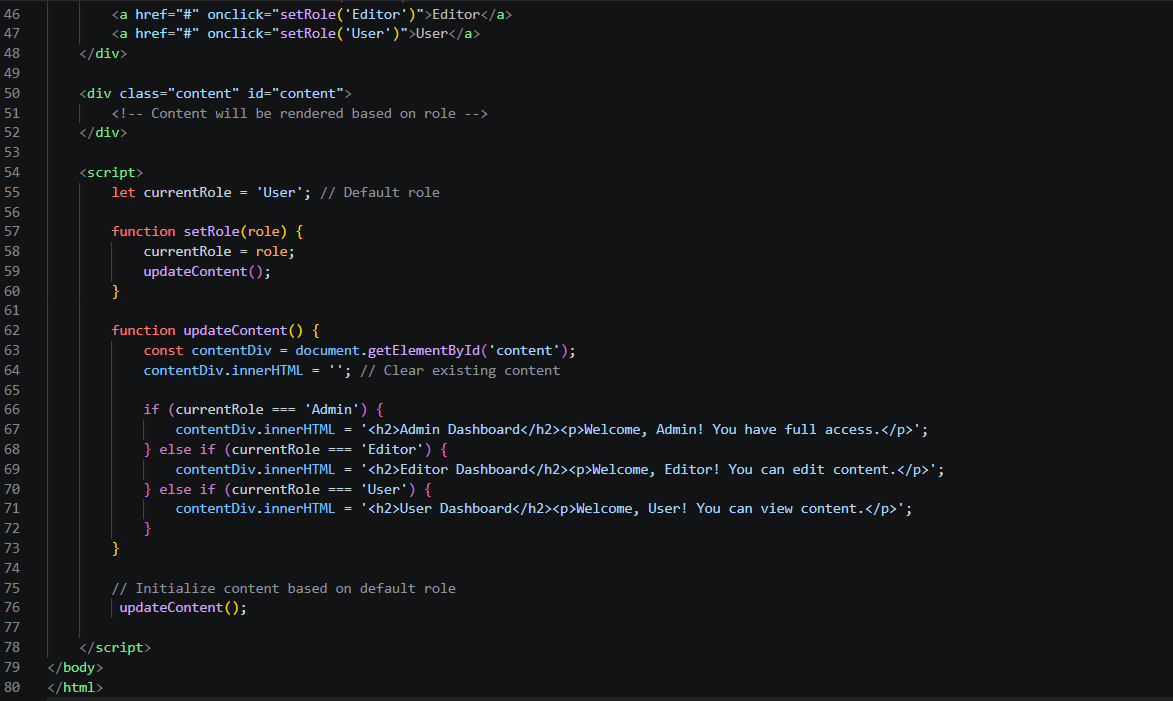 46 <a href="#" onclick="setRole('Editor')">Editor</a>
47 <a href="#" onclick="setRole('User')">User</a>
48 </div>
49
50 <div class="content" id="content">
51 <!-- Content will be rendered based on role -->
52 </div>
53
54 <script>
55 let currentRole = 'User'; // Default role
56
57 function setRole(role) {
58 currentRole = role;
59 updateContent();
60 }
61
62 function updateContent() {
63 const contentDiv = document.getElementById('content');
64 contentDiv.innerHTML = ''; // Clear existing content
65
66 if (currentRole === 'Admin') {
67 contentDiv.innerHTML = '<h2>Admin Dashboard</h2><p>Welcome, Admin! You have full access.</p>';
68 } else if (currentRole === 'Editor') {
69 contentDiv.innerHTML = '<h2>Editor Dashboard</h2><p>Welcome, Editor! You can edit content.</p>';
70 } else if (currentRole === 'User') {
71 contentDiv.innerHTML = '<h2>User Dashboard</h2><p>Welcome, User! You can view content.</p>';
72 }
73 }
74
75 // Initialize content based on default role
76 updateContent();
77
78 </script>
79 </body>
80 </html>